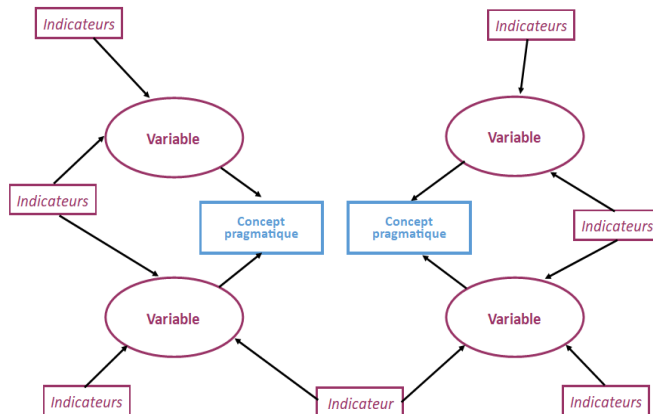 Indicateurs
Indicateurs
Variable
Variable
Indicateurs
Concept
pragmatique
Concept
pragmatique
Indicateurs
Variable
Variable
Indicateurs
Indicateur
Indicateurs